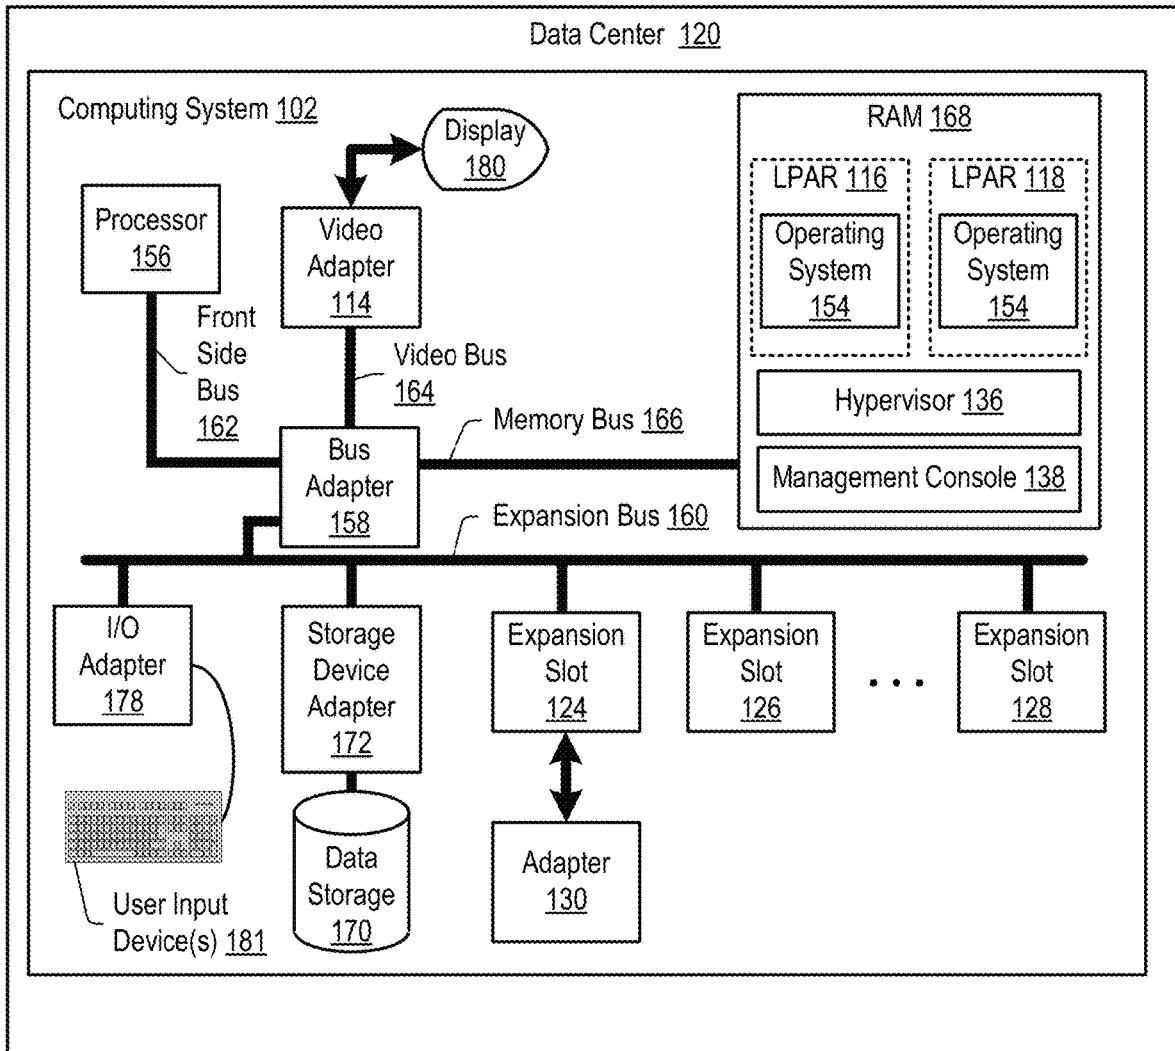 Data Center 120
Computing System 102
Display
180
Processor
156
Video
Adapter
114
Front
Side
Bus
162
Video Bus
164
Bus
Adapter
158
Memory Bus 166
Expansion Bus 160
RAM 168
LPAR 116
Operating
System
154
LPAR 118
Operating
System
154
Hypervisor 136
Management Console 138
I/O
Adapter
178
Storage
Device
Adapter
172
Expansion
Slot
124
Expansion
Slot
126
. . .
Expansion
Slot
128
User Input
Device(s) 181
Data
Storage
170
Adapter
130